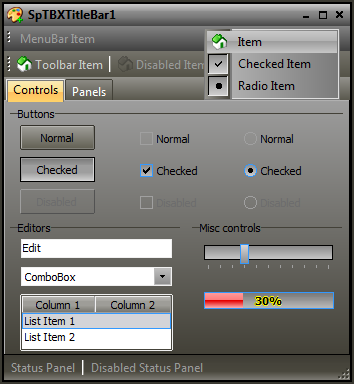 SpTBXTitleBar1
MenuBar Item
Item
Toolbar Item Disabled Item
Checked Item
Radio Item
Controls Panels
Buttons
Normal Normal Normal
Checked Checked Checked
Disabled Disabled Disabled
Editors Misc controls
Edit
ComboBox
Column 1 Column 2
30%
List Item 1
List Item 2
Status Panel Disabled Status Panel